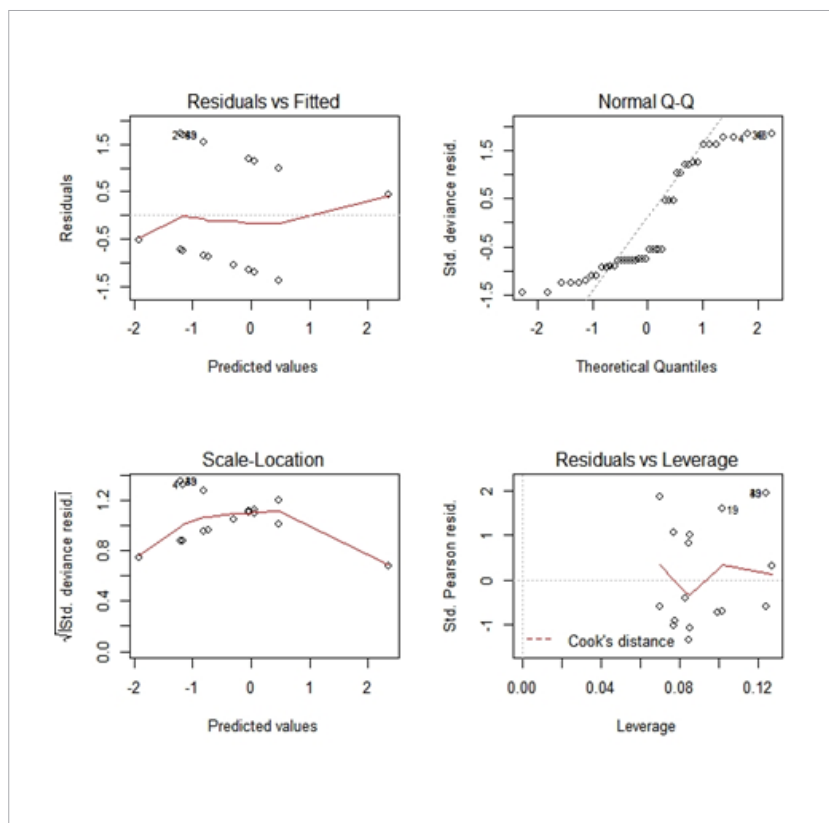 Residuals vs Fitted
Residuals
1.5
0.5
-0.5
-1.5
-2
-1
0
1
2
Predicted values
Normal Q-Q
Std. deviance resid.
1.5
0.5
-0.5
-1.5
4
-2
-1
0
1
2
Theoretical Quantiles
Scale-Location
√|Std. deviance resid.|
1.2
0.8
0.4
0.0
-2
-1
0
1
2
Predicted values
Residuals vs Leverage
Std. Pearson resid.
2
1
0
-1
19
Cook's distance
0.00
0.04
0.08
0.12
Leverage